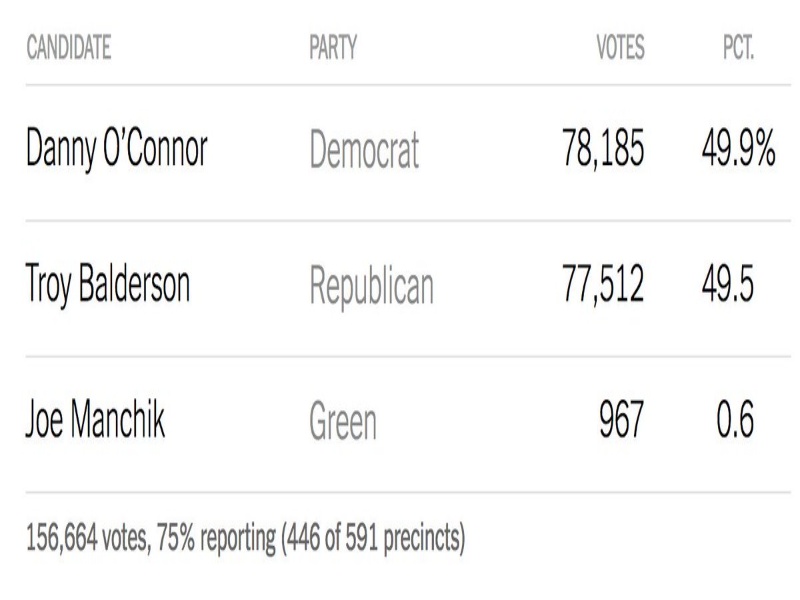 CANDIDATE PARTY VOTES PCT.
Danny O’Connor Democrat 78,185 49.9%
Troy Balderson Republican 77,512 49.5
Joe Manchik Green 967 0.6
156,664 votes, 75% reporting (446 of 591 precincts)